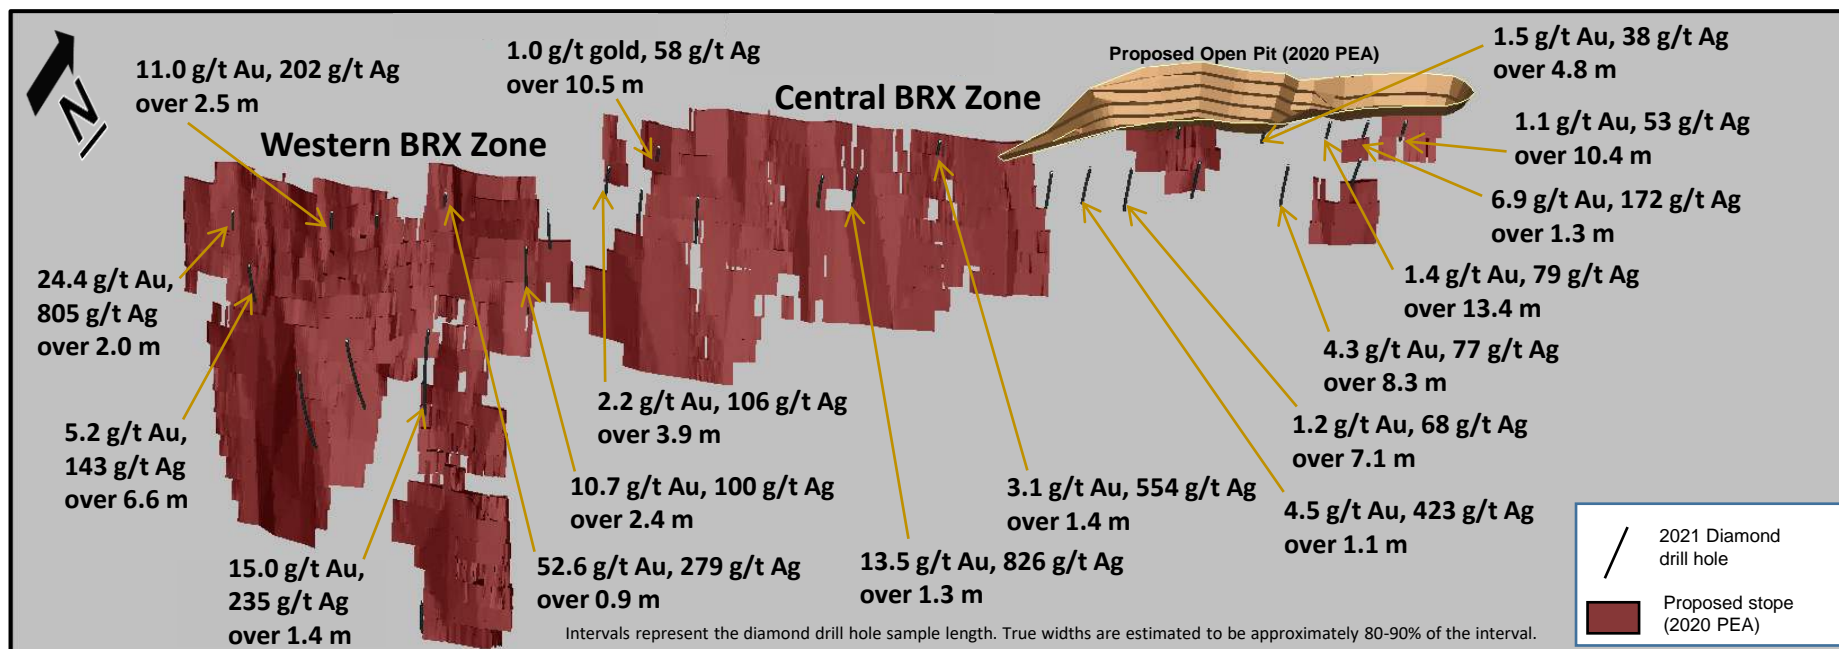 N
11.0 g/t Au, 202 g/t Ag
over 2.5 m
Western BRX Zone
1.0 g/t gold, 58 g/t Ag
over 10.5 m
Central BRX Zone
Proposed Open Pit (2020 PEA)
1.5 g/t Au, 38 g/t Ag
over 4.8 m
1.1 g/t Au, 53 g/t Ag
over 10.4 m
6.9 g/t Au, 172 g/t Ag
over 1.3 m
1.4 g/t Au, 79 g/t Ag
over 13.4 m
4.3 g/t Au, 77 g/t Ag
over 8.3 m
1.2 g/t Au, 68 g/t Ag
over 7.1 m
4.5 g/t Au, 423 g/t Ag
over 1.1 m
24.4 g/t Au,
805 g/t Ag
over 2.0 m
5.2 g/t Au,
143 g/t Ag
over 6.6 m
15.0 g/t Au,
235 g/t Ag
over 1.4 m
2.2 g/t Au, 106 g/t Ag
over 3.9 m
10.7 g/t Au, 100 g/t Ag
over 2.4 m
52.6 g/t Au, 279 g/t Ag
over 0.9 m
3.1 g/t Au, 554 g/t Ag
over 1.4 m
13.5 g/t Au, 826 g/t Ag
over 1.3 m
2021 Diamond
drill hole
Proposed stope
(2020 PEA)
Intervals represent the diamond drill hole sample length. True widths are estimated to be approximately 80-90% of the interval.